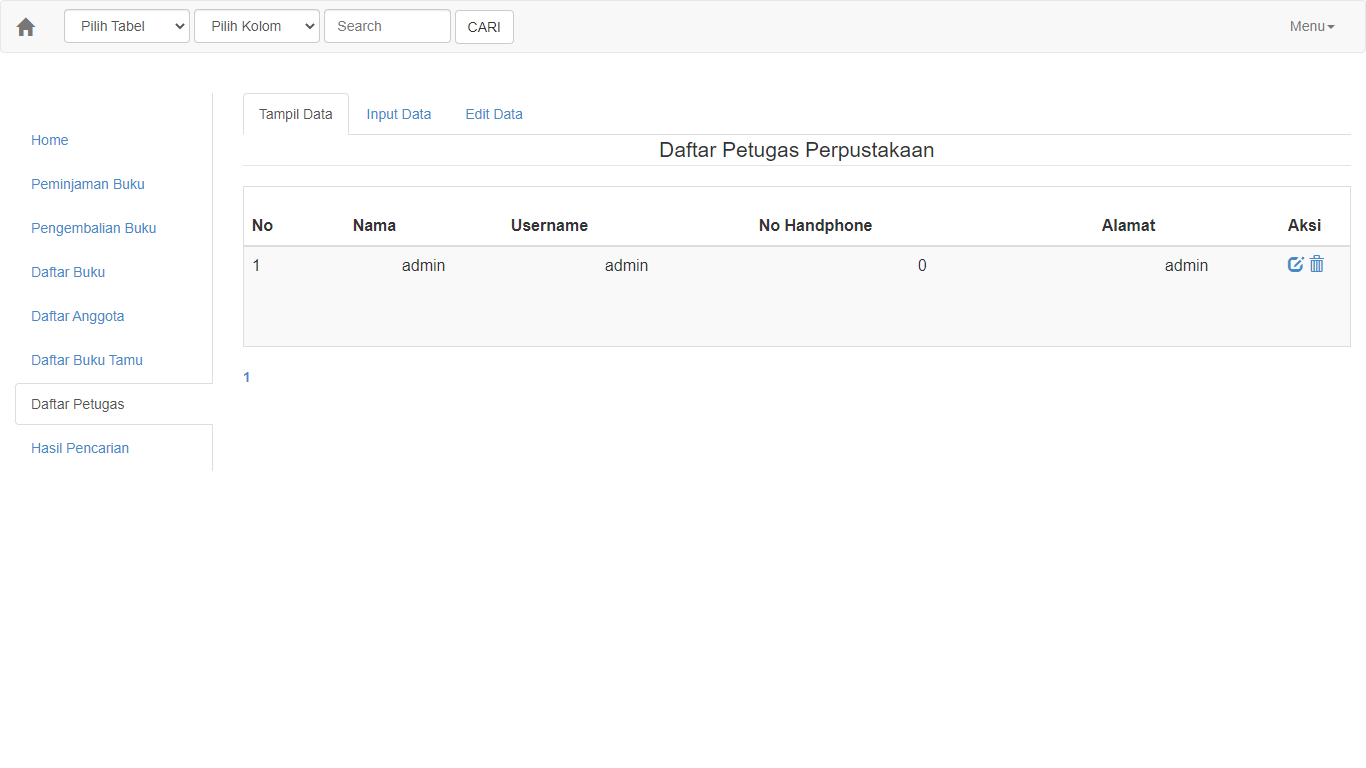 Pilih Tabel Pilih Kolom Search CARI Menu
Tampil Data Input Data Edit Data
Daftar Petugas Perpustakaan
Home
Peminjaman Buku
Pengembalian Buku
Daftar Buku
Daftar Anggota
Daftar Buku Tamu
Daftar Petugas
Hasil Pencarian
No Nama Username No Handphone Alamat Aksi
1 admin admin 0 admin
1